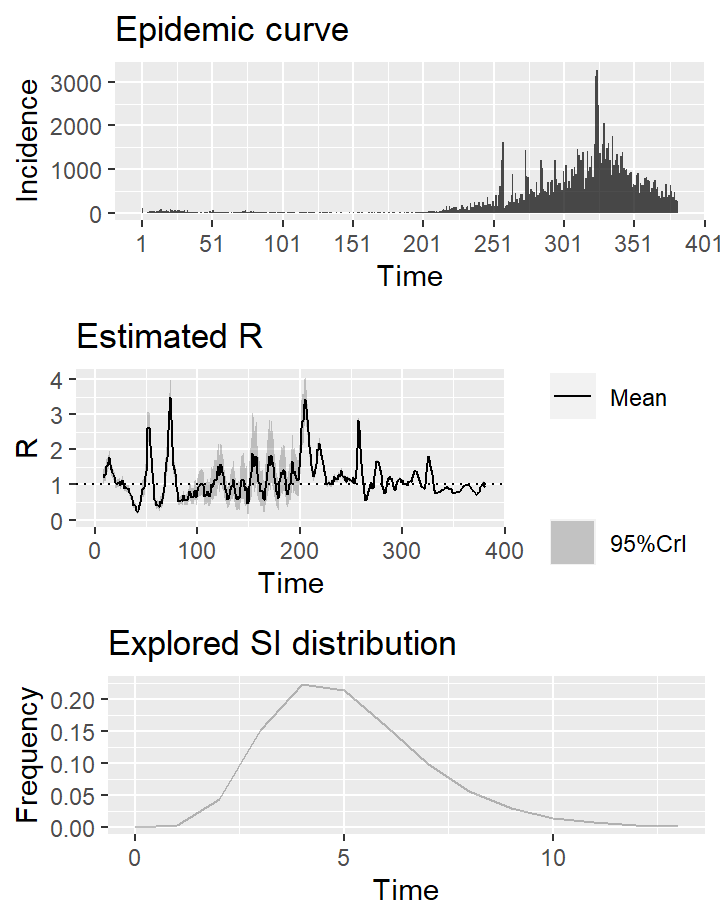 Epidemic curve
3000
2000
1000
0
Incidence
1 51 101 151 201 251 301 351 401
Time
Estimated R
4
3
2
1
0
R
0 100 200 300 400
Time
Mean
95%CrI
Explored SI distribution
0.20
0.15
0.10
0.05
0.00
Frequency
0 5 10
Time